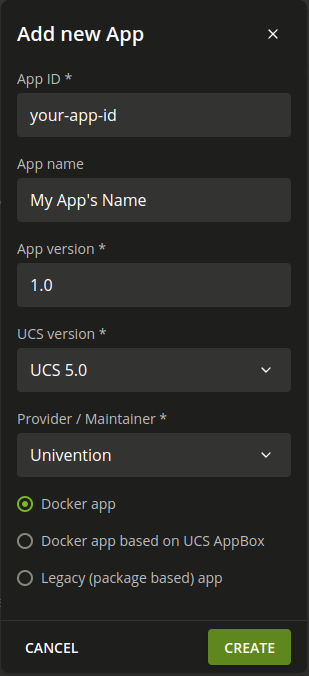 Add new App
App ID *
your-app-id
App name
My App's Name
App version *
1.0
UCS version *
UCS 5.0
Provider / Maintainer *
Univention
Docker app
Docker app based on UCS AppBox
Legacy (package based) app
CANCEL
CREATE